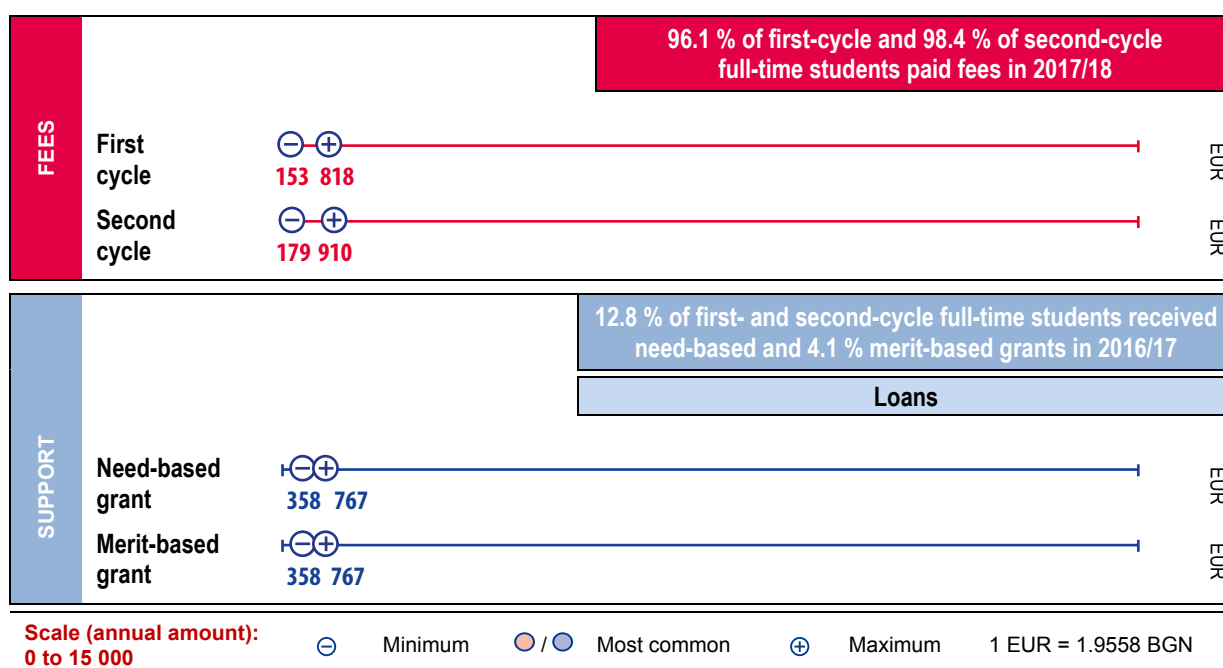 96.1 % of first-cycle and 98.4 % of second-cycle
full-time students paid fees in 2017/18
FEES
First
cycle
153 818
EUR
Second
cycle
179 910
EUR
12.8 % of first- and second-cycle full-time students received
need-based and 4.1 % merit-based grants in 2016/17
Loans
SUPPORT
Need-based
grant
358 767
EUR
Merit-based
grant
358 767
EUR
Scale (annual amount):
0 to 15 000
Minimum / Most common Maximum 1 EUR = 1.9558 BGN